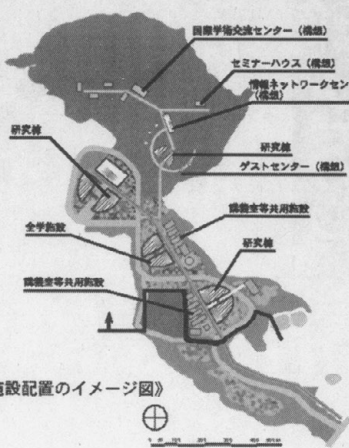 国際学術交流センター（構想）
セミナーハウス（構想）
情報ネットワークセン
（構想）
研究棟
ゲストセンター（構想）
研究棟
講義室等共用施設
全学施設
研究棟
講義室等共用施設
施設配置のイメージ図》